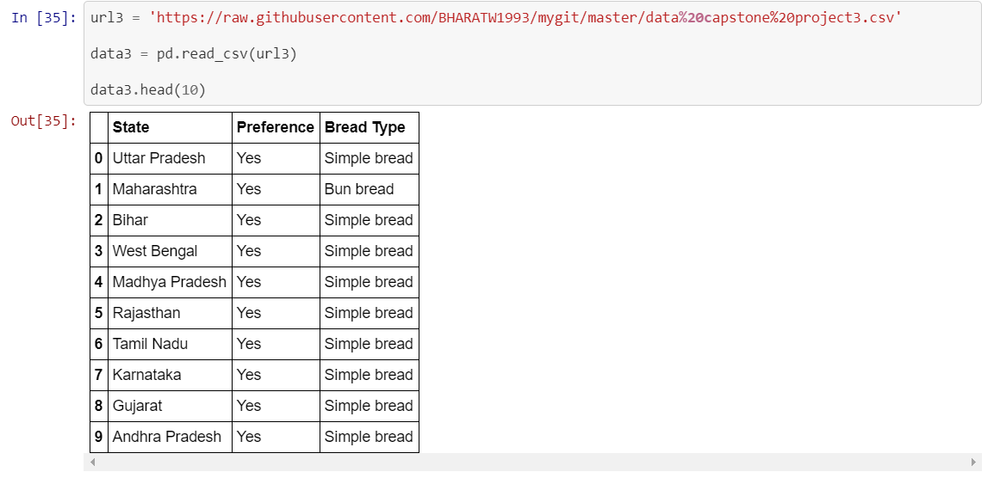 In [35]: url3 = 'https://raw.githubusercontent.com/BHARATW1993/mygit/master/data%20capstone%20project3.csv'
data3 = pd.read_csv(url3)
data3.head(10)
Out[35]:
State Preference Bread Type
0 Uttar Pradesh Yes Simple bread
1 Maharashtra Yes Bun bread
2 Bihar Yes Simple bread
3 West Bengal Yes Simple bread
4 Madhya Pradesh Yes Simple bread
5 Rajasthan Yes Simple bread
6 Tamil Nadu Yes Simple bread
7 Karnataka Yes Simple bread
8 Gujarat Yes Simple bread
9 Andhra Pradesh Yes Simple bread